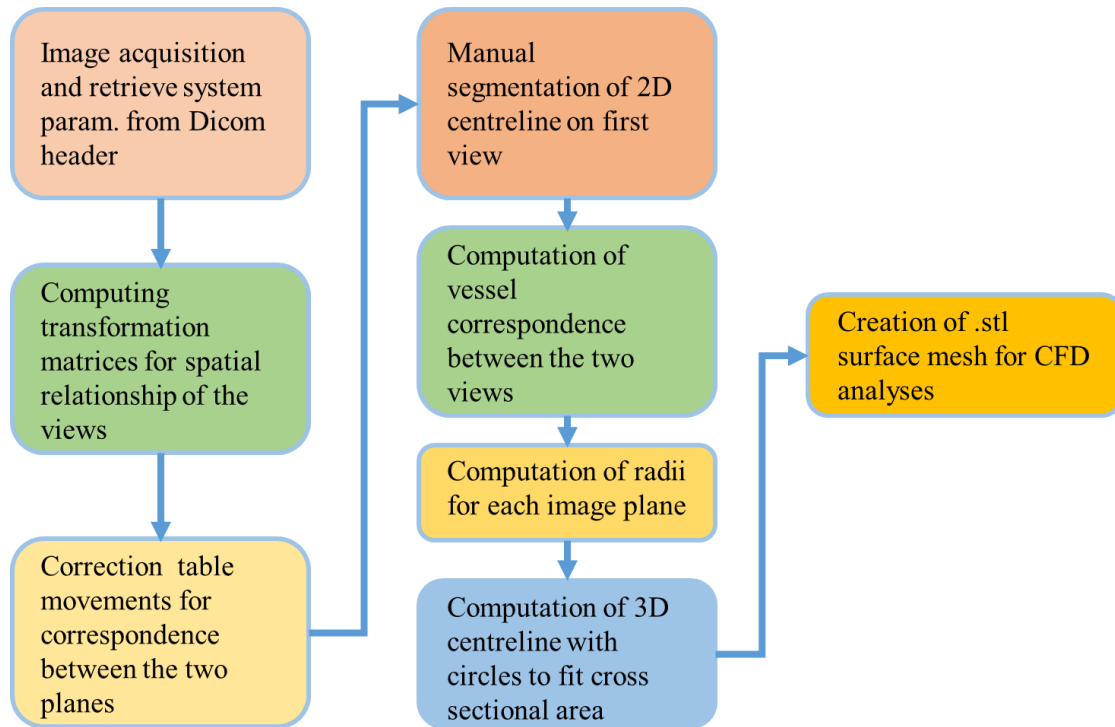 Image acquisition
and retrieve system
param. from Dicom
header
Computing
transformation
matrices for spatial
relationship of the
views
Correction table
movements for
correspondence
between the two
planes
Manual
segmentation of 2D
centreline on first
view
Computation of
vessel
correspondence
between the two
views
Computation of radii
for each image plane
Computation of 3D
centreline with
circles to fit cross
sectional area
Creation of .stl
surface mesh for CFD
analyses